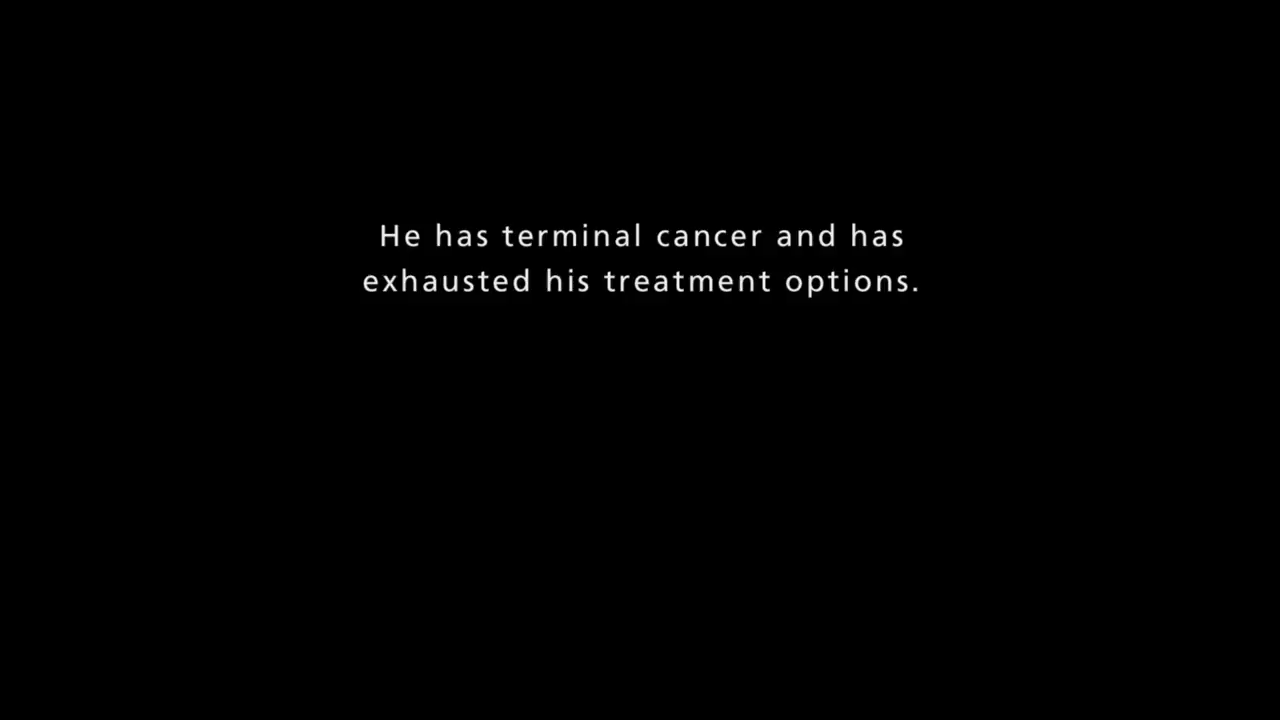 He has terminal cancer and has
exhausted his treatment options.